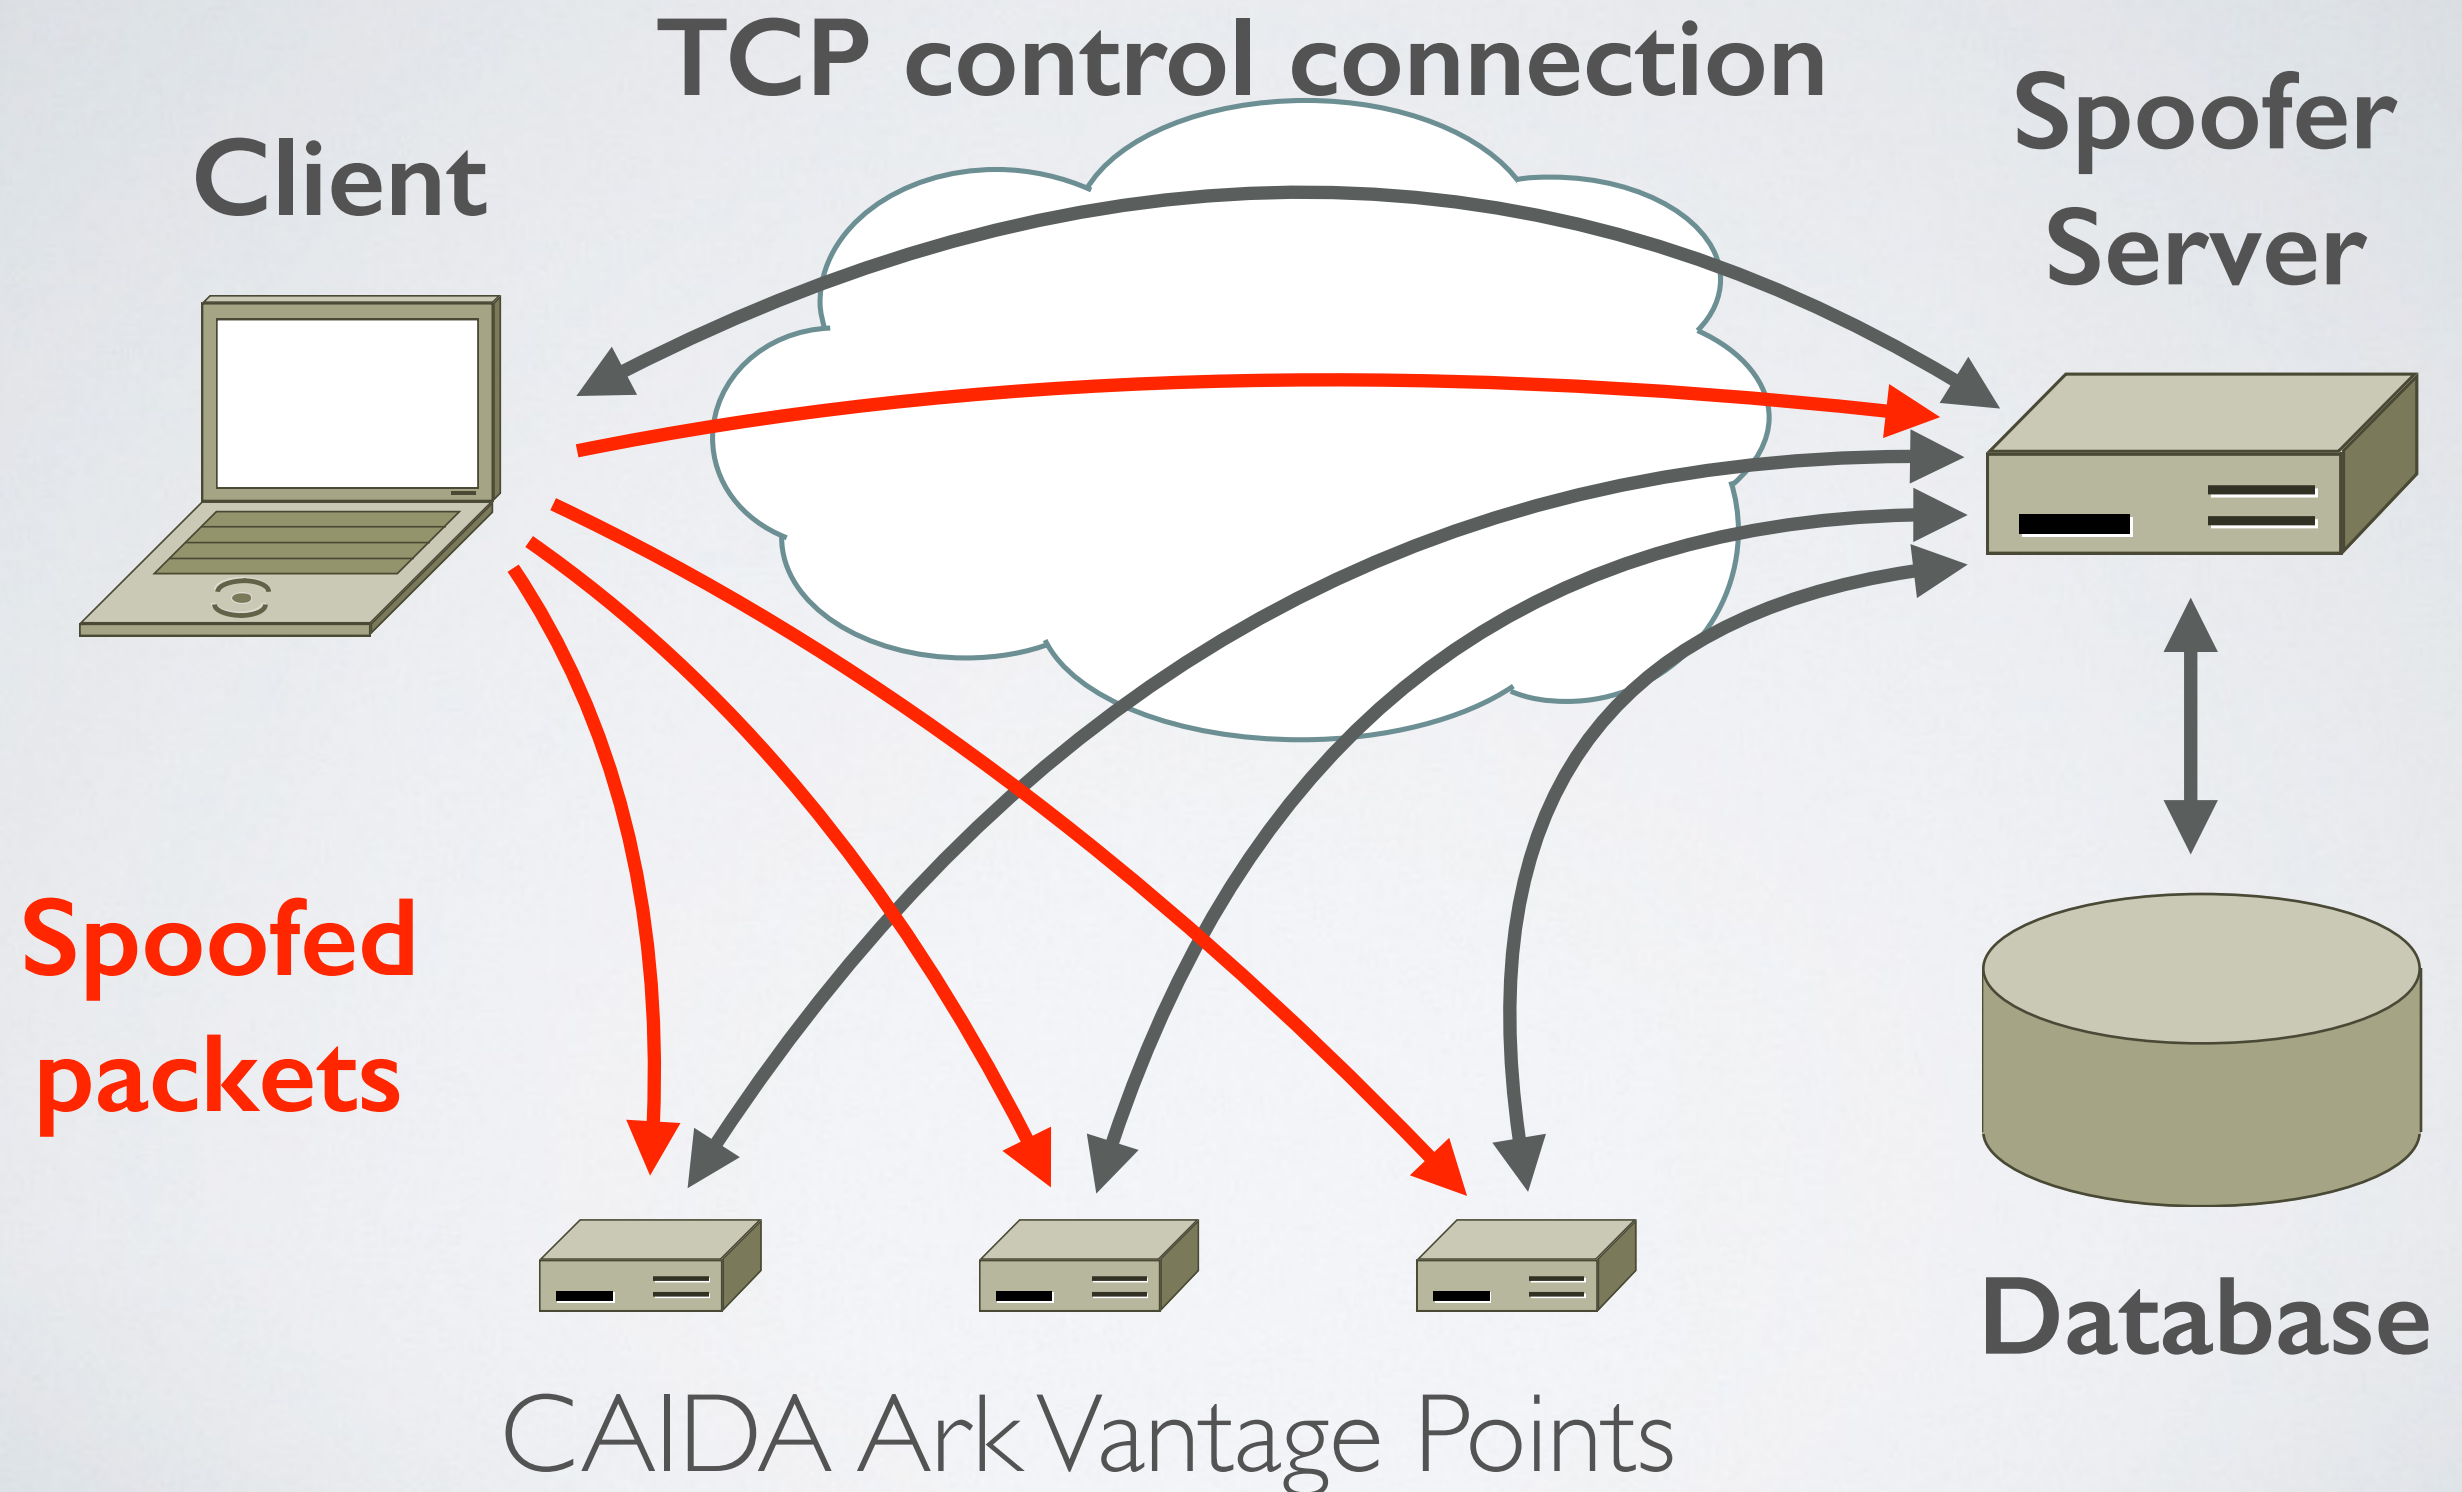 TCP control connection
Client
Spoofer
Server
Spoofed
packets
Database
CAIDA Ark Vantage Points